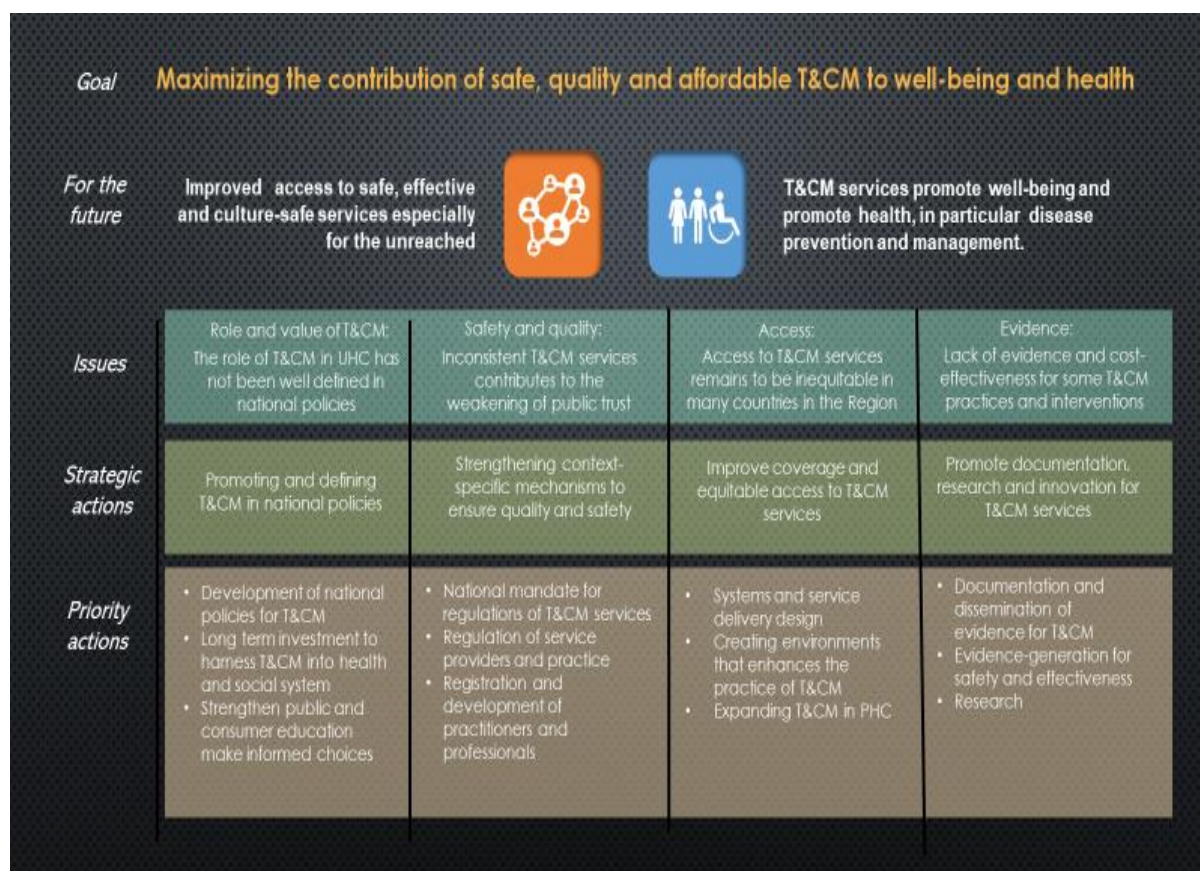 Goal
Maximizing the contribution of safe, quality and affordable T&CM to well-being and health
For the
future
Improved access to safe, effective
and culture-safe services especially
for the unreached
T&CM services promote well-being and
promote health, in particular disease
prevention and management.
Issues
Role and value of T&CM:
The role of T&CM in UHC has
not been well defined in
national policies
Safety and quality:
Inconsistent T&CM services
contributes to the
weakening of public trust
Access:
Access to T&CM services
remains to be inequitable in
many countries in the Region
Evidence:
Lack of evidence and cost-
effectiveness for some T&CM
practices and interventions
Strategic
actions
Promoting and defining
T&CM in national policies
Strengthening context-
specific mechanisms to
ensure quality and safety
Improve coverage and
equitable access to T&CM
services
Promote documentation,
research and innovation for
T&CM services
Priority
actions
• Development of national
policies for T&CM
• Long term investment to
harness T&CM into health
and social system
• Strengthen public and
consumer education
make informed choices
• National mandate for
regulations of T&CM services
• Regulation of service
providers and practice
• Registration and
development of
practitioners and
professionals
• Systems and service
delivery design
• Creating environments
that enhances the
practice of T&CM
• Expanding T&CM in PHC
• Documentation and
dissemination of
evidence for T&CM
• Evidence-generation for
safety and effectiveness
• Research